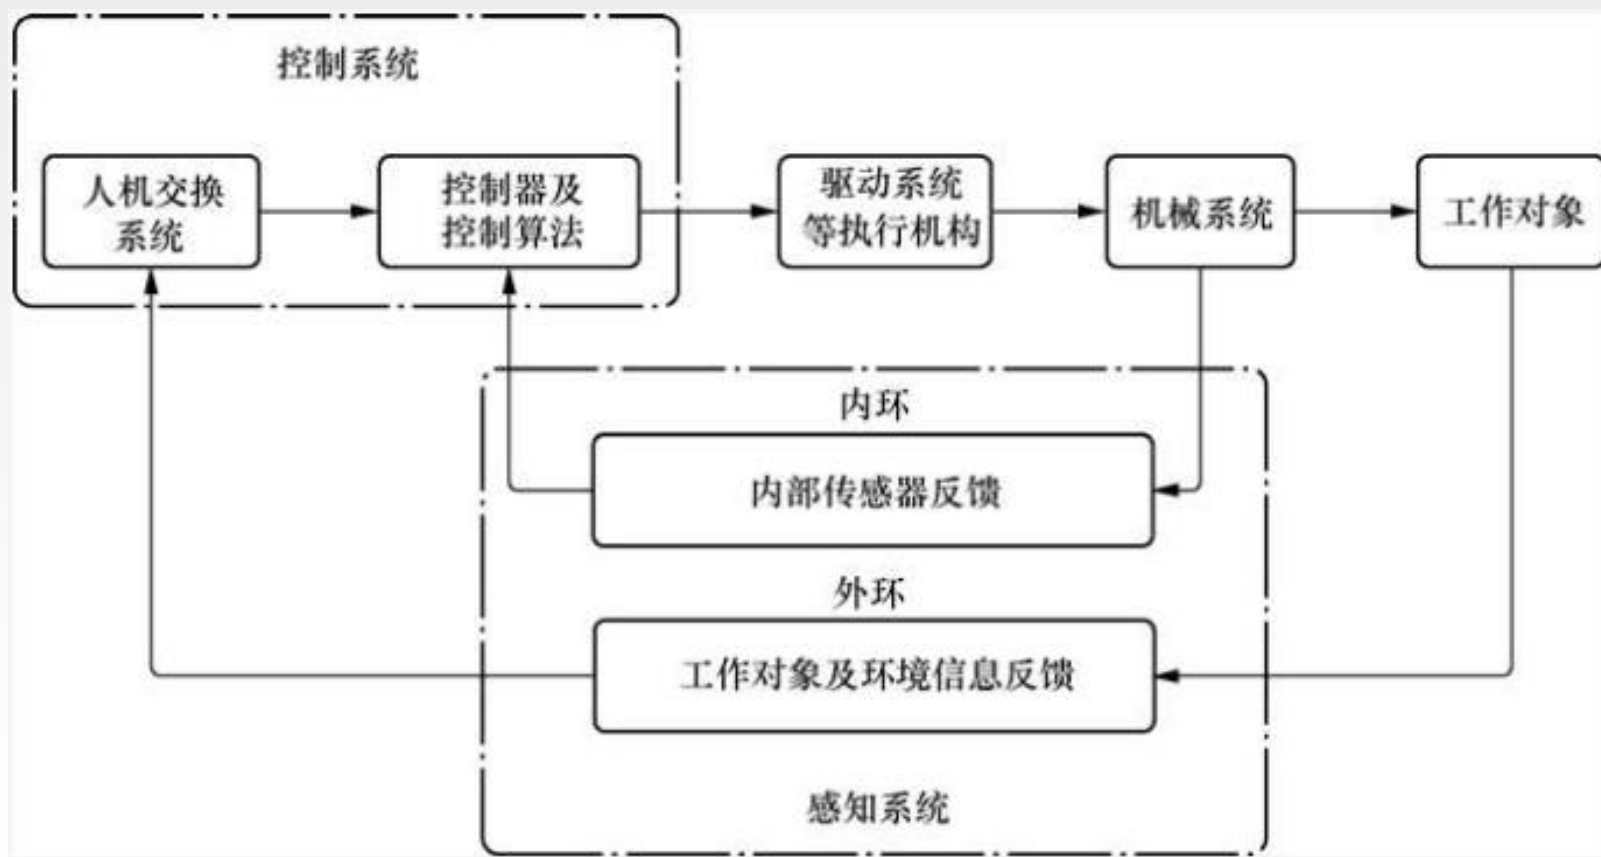 控制系统
人机交换
系统
控制器及
控制算法
驱动系统
等执行机构
机械系统
工作对象
内环
内部传感器反馈
外环
工作对象及环境信息反馈
感知系统